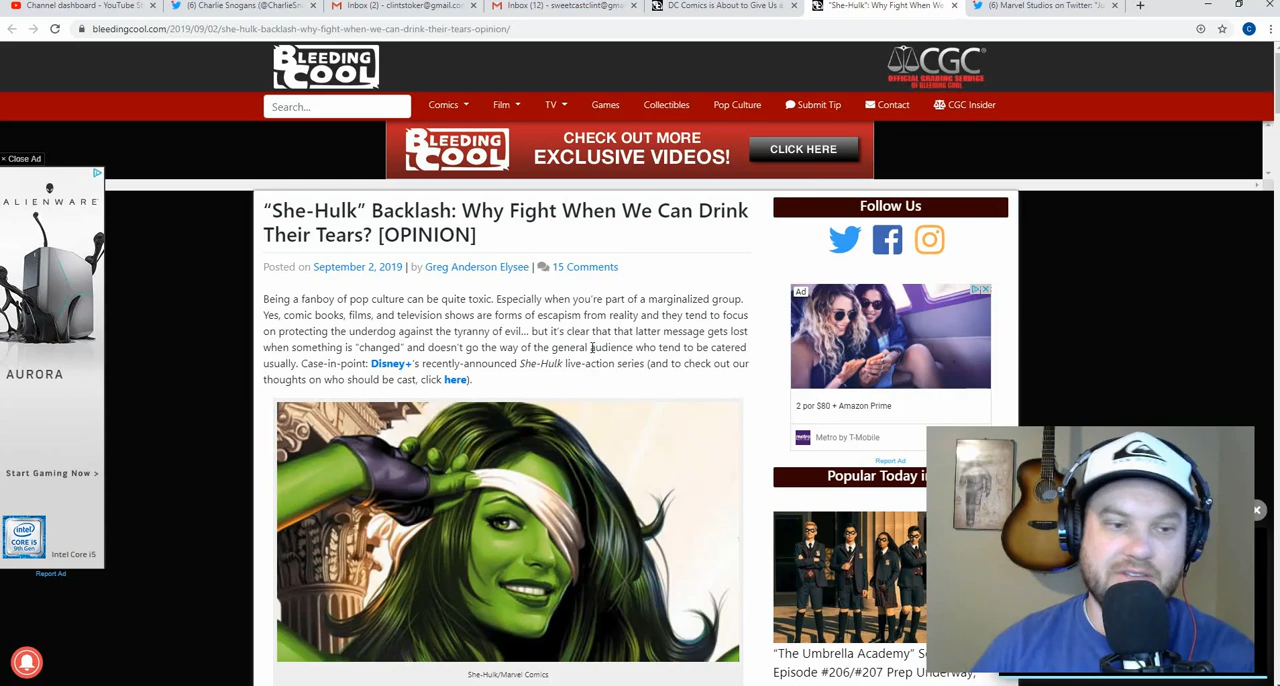 Channel dashboard - YouTube St
(6) Charlie Snogans (@CharlieSn
Inbox (2) - clintstoker@gmail.co
Inbox (12) - sweetcastclint@gm
DC Comics is About to Give Us a
"She-Hulk": Why Fight When We
(6) Marvel Studios on Twitter: "Ju
bleedingcool.com/2019/09/02/she-hulk-backlash-why-fight-when-we-can-drink-their-tears-opinion/
BLEEDING COOL
CGC
OFFICIAL GRADING SERVICE
OF BLEEDING COOL
Search...
Comics
Film
TV
Games
Collectibles
Pop Culture
Submit Tip
Contact
CGC Insider
BLEEDING COOL
CHECK OUT MORE
EXCLUSIVE VIDEOS!
CLICK HERE
× Close Ad
ALIENWARE
AURORA
Start Gaming Now >
intel
CORE i5
9th Gen
Intel Core i5
Report Ad
"She-Hulk" Backlash: Why Fight When We Can Drink
Their Tears? [OPINION]
Posted on September 2, 2019 | by Greg Anderson Elysee | 15 Comments
Being a fanboy of pop culture can be quite toxic. Especially when you're part of a marginalized group.
Yes, comic books, films, and television shows are forms of escapism from reality and they tend to focus
on protecting the underdog against the tyranny of evil... but it's clear that that latter message gets lost
when something is "changed" and doesn't go the way of the general audience who tend to be catered
usually. Case-in-point: Disney+'s recently-announced She-Hulk live-action series (and to check out our
thoughts on who should be cast, click here).
She-Hulk/Marvel Comics
Follow Us
Ad
2 por $80 + Amazon Prime
metro
Metro by T-Mobile
Report Ad
Popular Today i
"The Umbrella Academy" S
Episode #206/#207 Prep Underway,